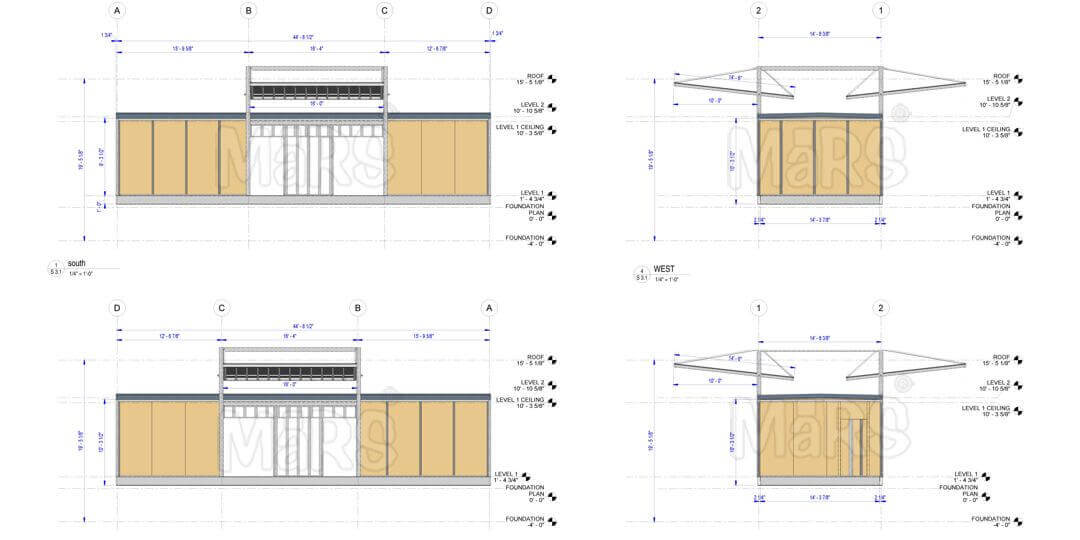 A B C D
1 3/4" 44'- 8 1/2" 1 3/4"
15'- 9 5/8" 16'- 4" 12'- 6 7/8"
ROOF
15' - 5 1/8"
LEVEL 2
10' - 10 5/8"
16'- 0"
LEVEL 1 CEILING
10' - 3 5/8"
19'- 5 1/8"
9'- 3 1/2"
MaRS
1'- 0"
LEVEL 1
1' - 4 3/4"
FOUNDATION
PLAN
0' - 0"
FOUNDATION
-4' - 0"
1
S 3.1
south
1/4" = 1'-0"
2 1
14'- 8 3/8"
14'- 6"
10'- 0"
ROOF
15' - 5 1/8"
LEVEL 2
10' - 10 5/8"
LEVEL 1 CEILING
10' - 3 5/8"
19'- 5 1/8"
10'- 3 1/2"
MaRS
®
LEVEL 1
1' - 4 3/4"
FOUNDATION
PLAN
0' - 0"
2 1/4" 14'- 3 7/8" 2 1/4"
FOUNDATION
-4' - 0"
4
S 3.1
WEST
1/4" = 1'-0"
D C B A
44'- 8 1/2"
12'- 6 7/8" 16'- 4" 15'- 9 5/8"
ROOF
15' - 5 1/8"
LEVEL 2
10' - 10 5/8"
16'- 0"
LEVEL 1 CEILING
10' - 3 5/8"
19'- 5 1/8"
10'- 3 1/2"
MaRS
LEVEL 1
1' - 4 3/4"
FOUNDATION
PLAN
0' - 0"
FOUNDATION
-4' - 0"
1 2
14'- 8 3/8"
14'- 6"
10'- 0"
ROOF
15' - 5 1/8"
LEVEL 2
10' - 10 5/8"
LEVEL 1 CEILING
10' - 3 5/8"
19'- 5 1/8"
10'- 3 1/2"
MaRS
®
LEVEL 1
1' - 4 3/4"
FOUNDATION
PLAN
0' - 0"
2 1/4" 14'- 3 7/8" 2 1/4"
FOUNDATION
-4' - 0"